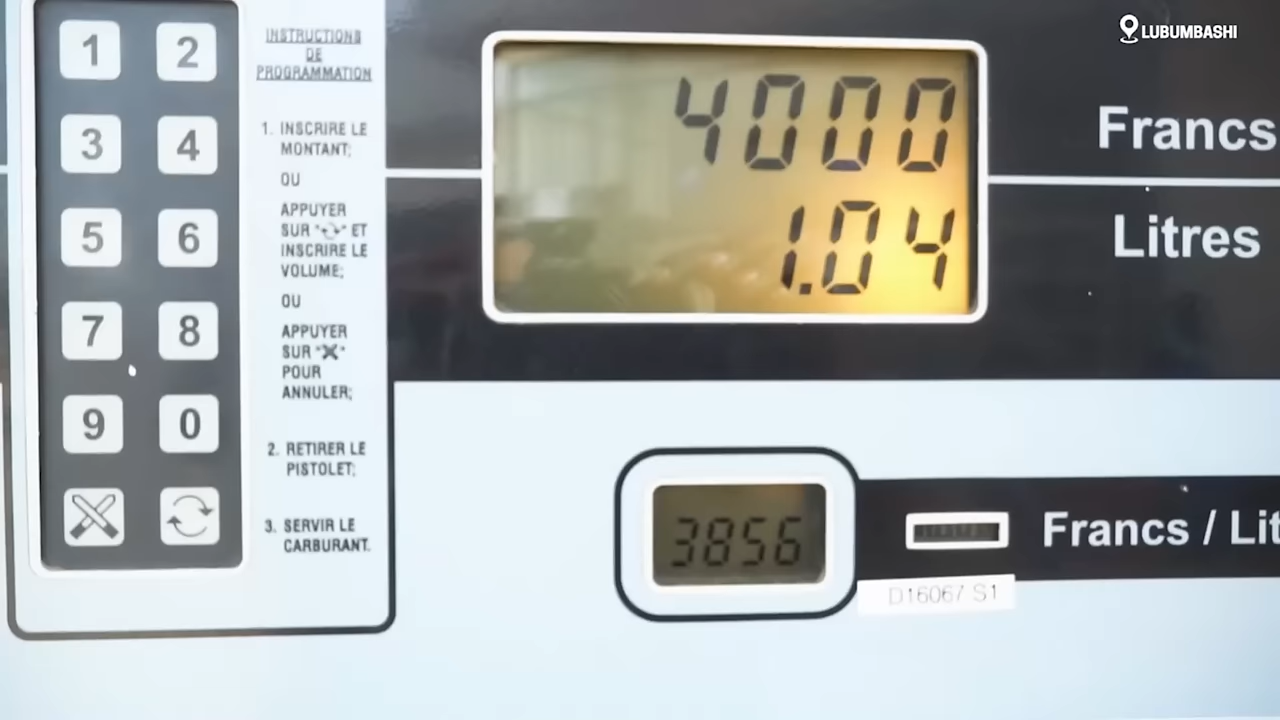 LUBUMBASHI
1 2
3 4
5 6
7 8
9 0
INSTRUCTIONS
DE
PROGRAMMATION
1. INSCRIRE LE
MONTANT;
OU
APPUYER
SUR " " ET
INSCRIRE LE
VOLUME;
OU
APPUYER
SUR "X"
POUR
ANNULER;
2. RETIRER LE
PISTOLET;
3. SERVIR LE
CARBURANT.
4000 Francs
1.04 Litres
3856 Francs / Lit
D16067 S1